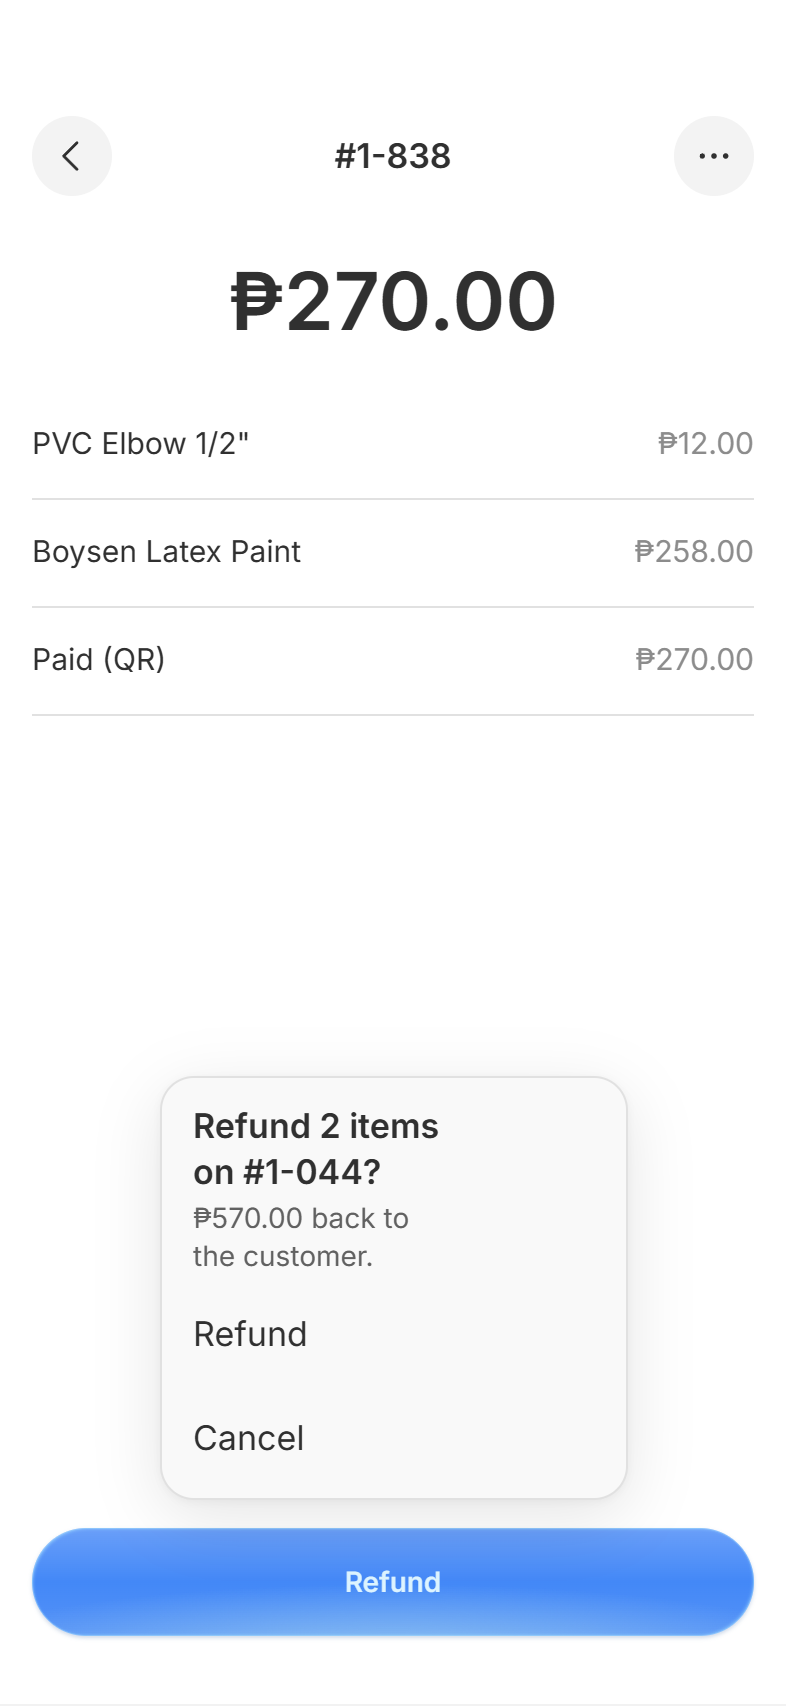 #1-838
₱270.00
PVC Elbow 1/2" ₱12.00
Boysen Latex Paint ₱258.00
Paid (QR) ₱270.00
Refund 2 items
on #1-044?
₱570.00 back to
the customer.
Refund
Cancel
Refund